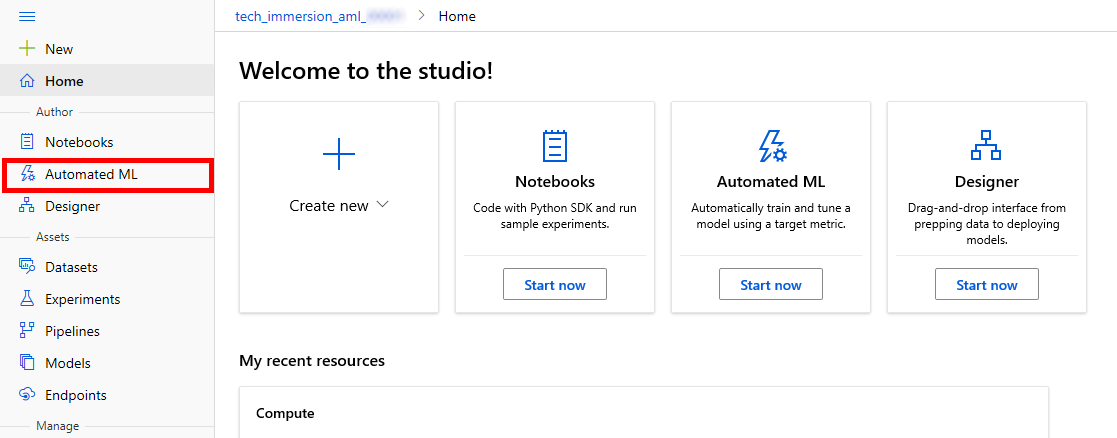 tech_immersion_aml_
Home
New
Home
Author
Notebooks
Automated ML
Designer
Assets
Datasets
Experiments
Pipelines
Models
Endpoints
Manage
Welcome to the studio!
Create new
Notebooks
Code with Python SDK and run
sample experiments.
Start now
Automated ML
Automatically train and tune a
model using a target metric.
Start now
Designer
Drag-and-drop interface from
prepping data to deploying
models.
Start now
My recent resources
Compute